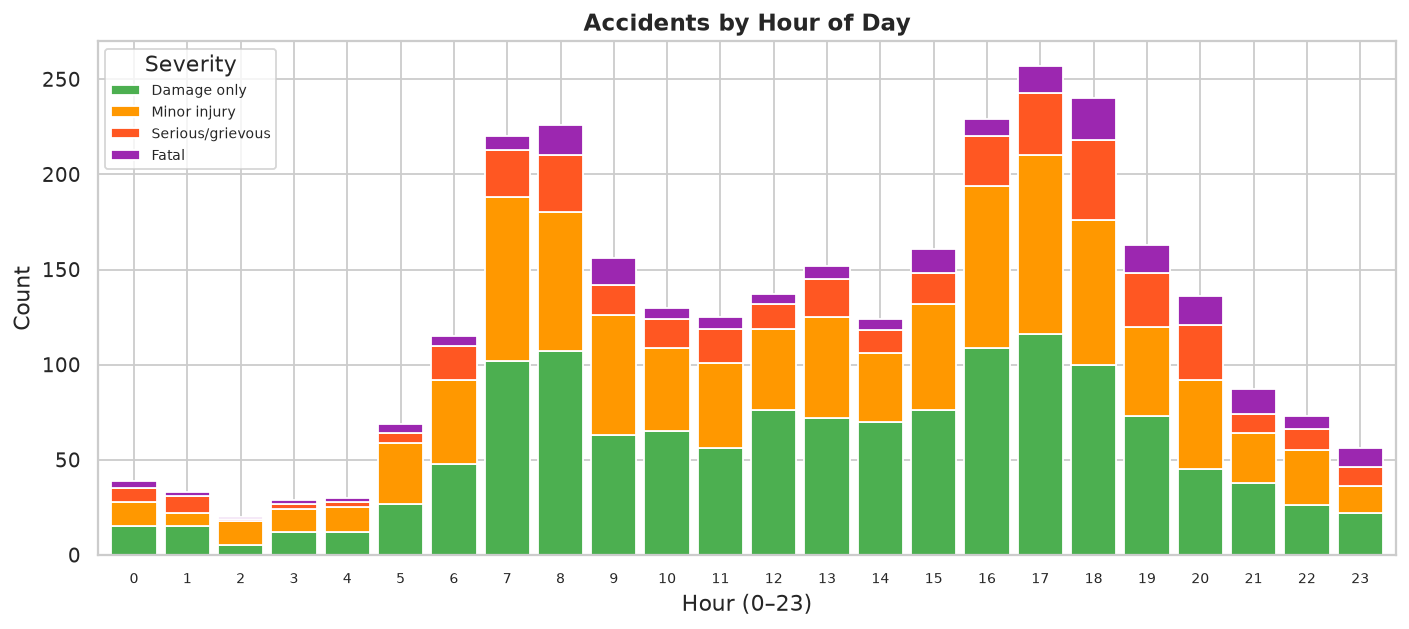 Accidents by Hour of Day
Severity
Damage only
Minor injury
Serious/grievous
Fatal
Count
250
200
150
100
50
0
0 1 2 3 4 5 6 7 8 9 10 11 12 13 14 15 16 17 18 19 20 21 22 23
Hour (0–23)